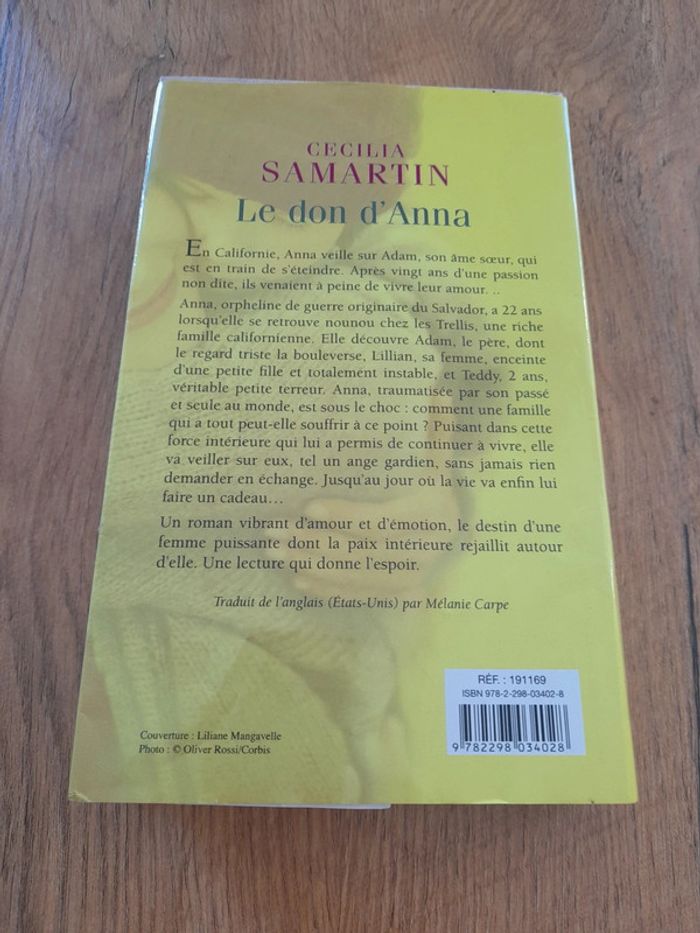 CECILIA
SAMARTIN
Le don d'Anna
En Californie, Anna veille sur Adam, son âme sœur, qui
est en train de s'éteindre. Après vingt ans d'une passion
non dite, ils venaient à peine de vivre leur amour...
Anna, orpheline de guerre originaire du Salvador, a 22 ans
lorsqu'elle se retrouve nounou chez les Trellis, une riche
famille californienne. Elle découvre Adam, le père, dont
le regard triste la bouleverse, Lillian, sa femme, enceinte
d'une petite fille et totalement instable, et Teddy, 2 ans,
véritable petite terreur. Anna, traumatisée par son passé
et seule au monde, est sous le choc : comment une famille
qui a tout peut-elle souffrir à ce point ? Puisant dans cette
force intérieure qui lui a permis de continuer à vivre, elle
va veiller sur eux, tel un ange gardien, sans jamais rien
demander en échange. Jusqu'au jour où la vie va enfin lui
faire un cadeau...
Un roman vibrant d'amour et d'émotion, le destin d'une
femme puissante dont la paix intérieure rejaillit autour
d'elle. Une lecture qui donne l'espoir.
Traduit de l'anglais (États-Unis) par Mélanie Carpe
RÉF. : 191169
ISBN 978-2-298-03402-8
9 782298 034028
Couverture : Liliane Mangavelle
Photo : © Oliver Rossi/Corbis